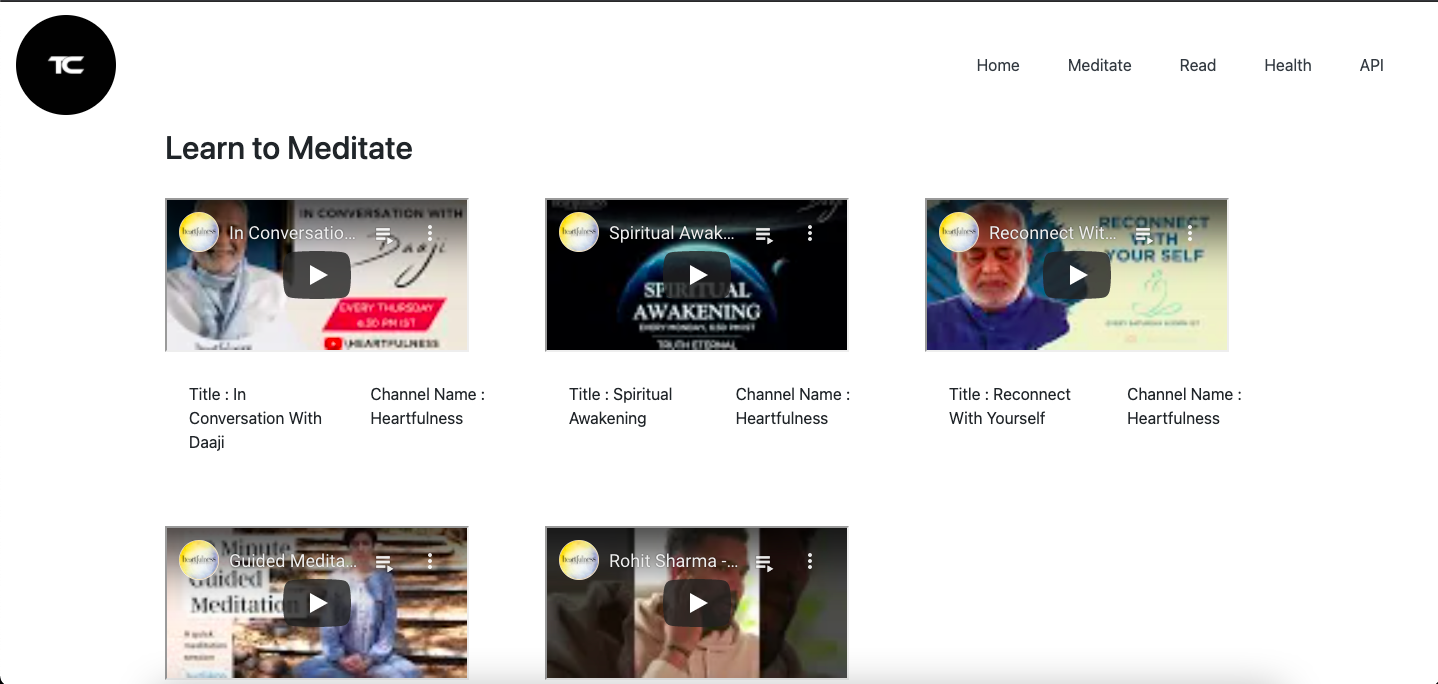 TC
Home Meditate Read Health API
Learn to Meditate
heartfulness In Conversatio...
IN CONVERSATION WITH
Daaji
EVERY THURSDAY
6.30 PM IST
\HEARTFULNESS
heartfulness Spiritual Awak...
Daaji
SPIRITUAL
AWAKENING
EVERY MONDAY, 6.30 PM IST
TRUTH ETERNAL
heartfulness Reconnect Wit...
RECONNECT
WITH
YOUR SELF
Title : In
Conversation With
Daaji
Channel Name :
Heartfulness
Title : Spiritual
Awakening
Channel Name :
Heartfulness
Title : Reconnect
With Yourself
Channel Name :
Heartfulness
heartfulness Guided Medita...
Minute
Guided
Meditation
A quick
meditation
session
heartfulness Rohit Sharma -...